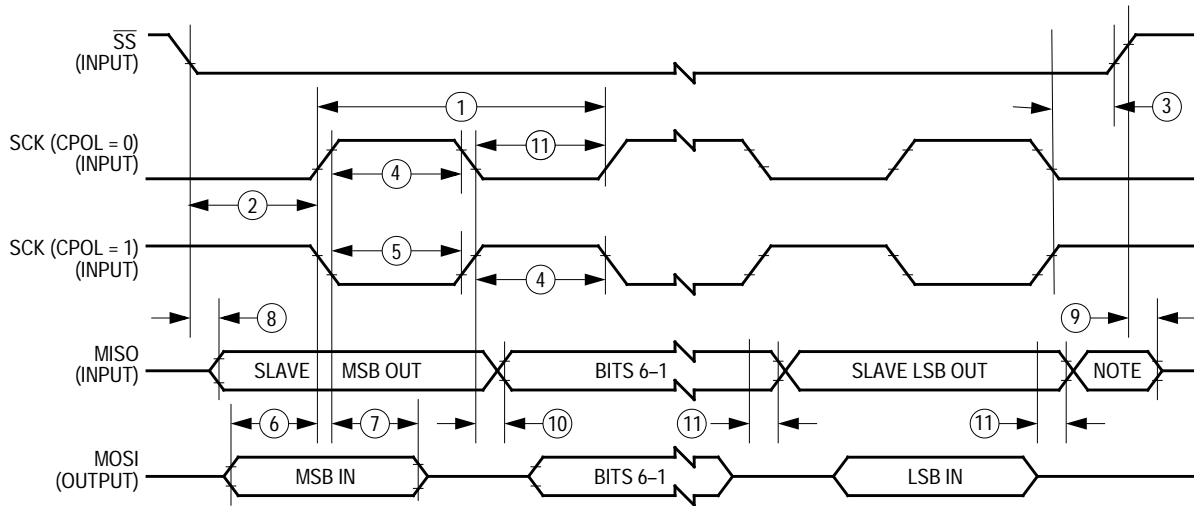 SS
(INPUT)
3
1
SCK (CPOL = 0)
(INPUT)
11
4
2
SCK (CPOL = 1)
(INPUT)
5
4
8
9
MISO
(INPUT)
SLAVE MSB OUT
BITS 6–1
SLAVE LSB OUT
NOTE
6
7
10
11
11
MOSI
(OUTPUT)
MSB IN
BITS 6–1
LSB IN